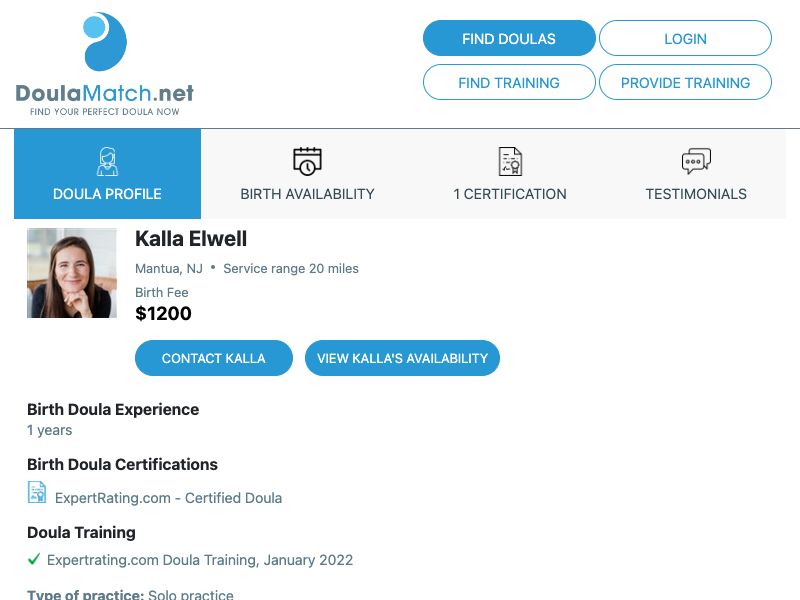 DoulaMatch.net
FIND YOUR PERFECT DOULA NOW
FIND DOULAS
LOGIN
FIND TRAINING
PROVIDE TRAINING
DOULA PROFILE
BIRTH AVAILABILITY
1 CERTIFICATION
TESTIMONIALS
Kalla Elwell
Mantua, NJ • Service range 20 miles
Birth Fee
$1200
CONTACT KALLA
VIEW KALLA'S AVAILABILITY
Birth Doula Experience
1 years
Birth Doula Certifications
ExpertRating.com - Certified Doula
Doula Training
Expertrating.com Doula Training, January 2022
Type of practice: Solo practice